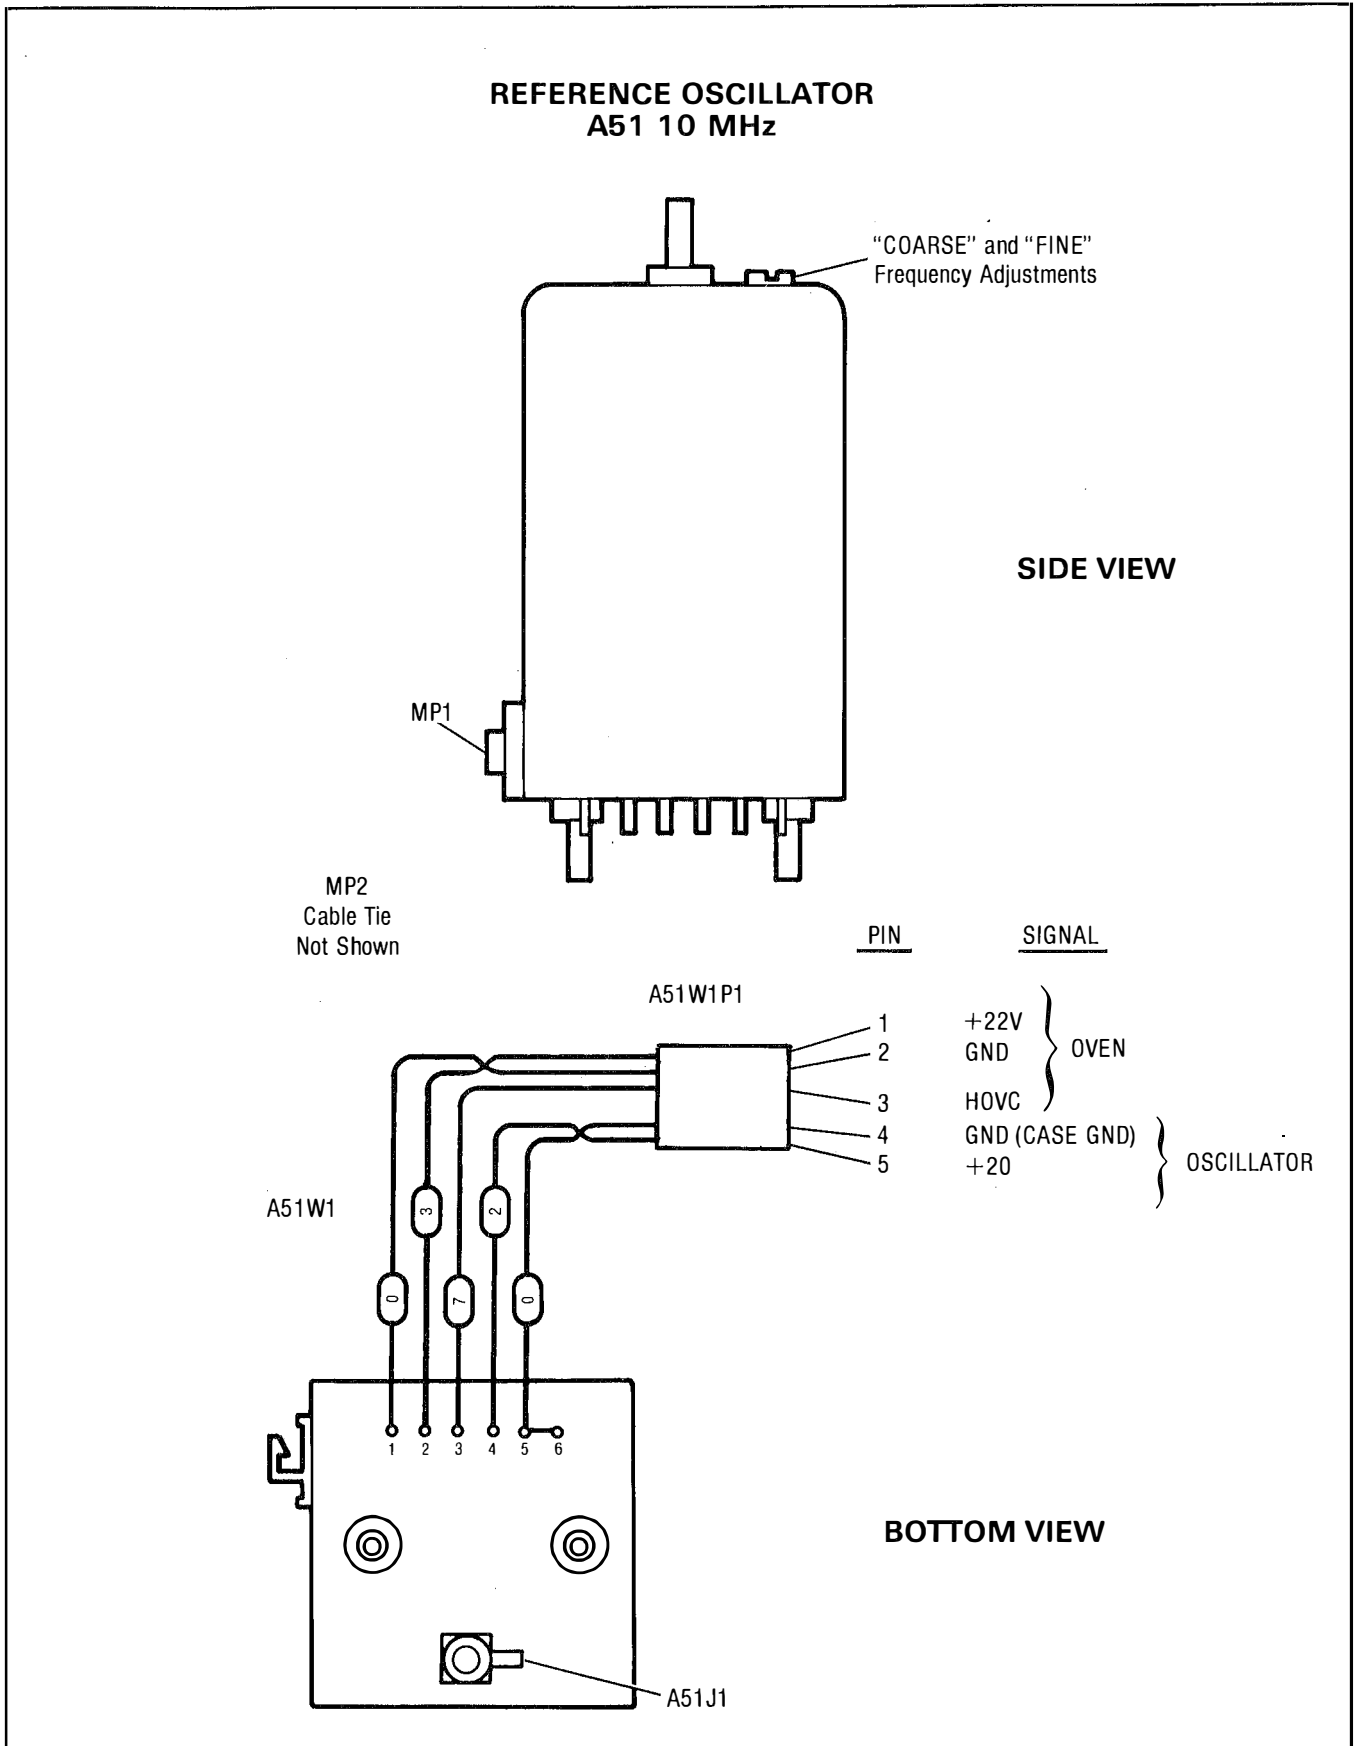 REFERENCE OSCILLATOR
A51 10 MHz
"COARSE" and "FINE"
Frequency Adjustments
SIDE VIEW
MP1
MP2
Cable Tie
Not Shown
PIN SIGNAL
A51W1P1
1 +22V
2 GND
OVEN
3 HOVC
4 GND (CASE GND)
5 +20
OSCILLATOR
A51W1
3
2
0
7
0
1 2 3 4 5 6
BOTTOM VIEW
A51J1